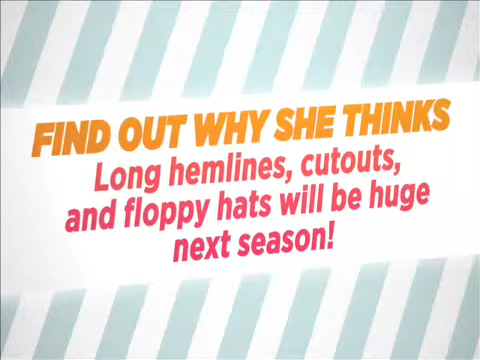 FIND OUT WHY SHE THINKS
Long hemlines, cutouts,
and floppy hats will be huge
next season!